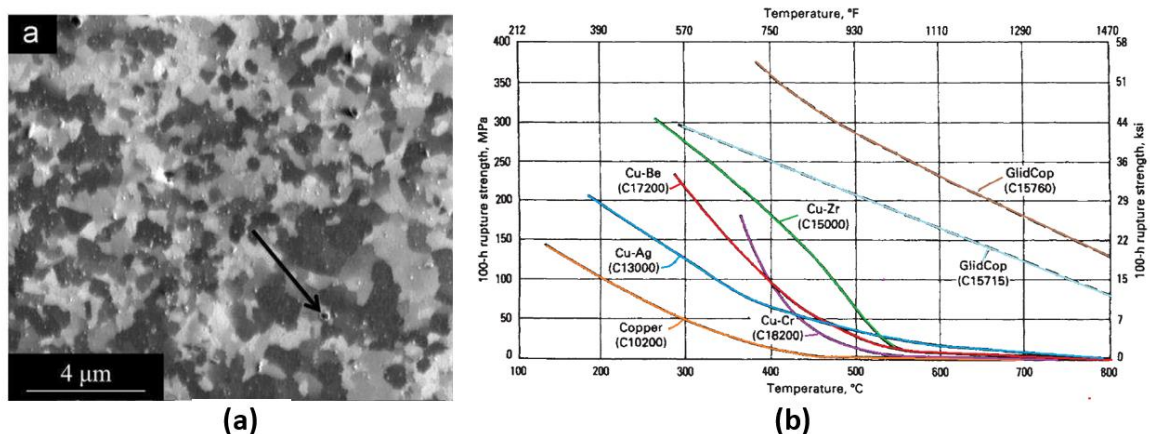 a
4 μm
(a)
Temperature, °F
212 390 570 750 930 1110 1290 1470
400 58
350 51
300 44
250 36
200 29
150 22
100 15
50 7
0 0
100-h rupture strength, MPa
100-h rupture strength, ksi
GlidCop
(C15760)
Cu-Be
(C17200)
Cu-Zr
(C15000)
Cu-Ag
(C13000)
GlidCop
(C15715)
Copper
(C10200)
Cu-Cr
(C18200)
100 200 300 400 500 600 700 800
Temperature, °C
(b)